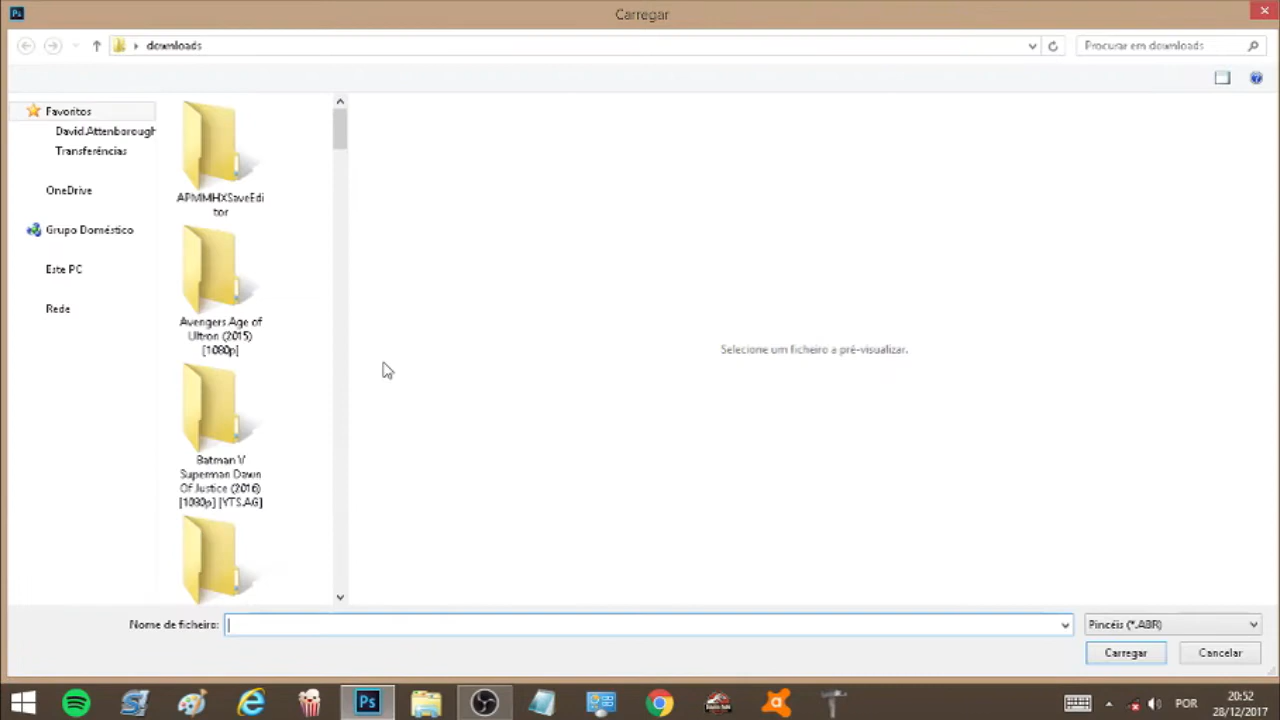 Ps
Carregar
downloads
Procurar em downloads
Favoritos
David.Attenborough
Transferências
OneDrive
Grupo Doméstico
Este PC
Rede
APMMHXSaveEdi
tor
Avengers Age of
Ultron (2015)
[1080p]
Batman V
Superman Dawn
Of Justice (2016)
[1080p] [YTS.AG]
Selecione um ficheiro a pré-visualizar.
Nome de ficheiro:
Pincéis (*.ABR)
Carregar
Cancelar
Ps
POR
20:52
28/12/2017